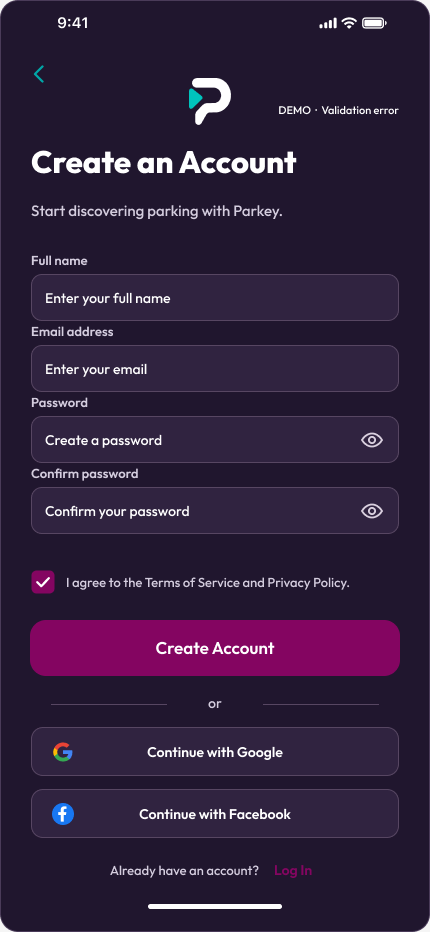 9:41
DEMO · Validation error
Create an Account
Start discovering parking with Parkey.
Full name
Enter your full name
Email address
Enter your email
Password
Create a password
Confirm password
Confirm your password
I agree to the Terms of Service and Privacy Policy.
Create Account
or
Continue with Google
Continue with Facebook
Already have an account? Log In